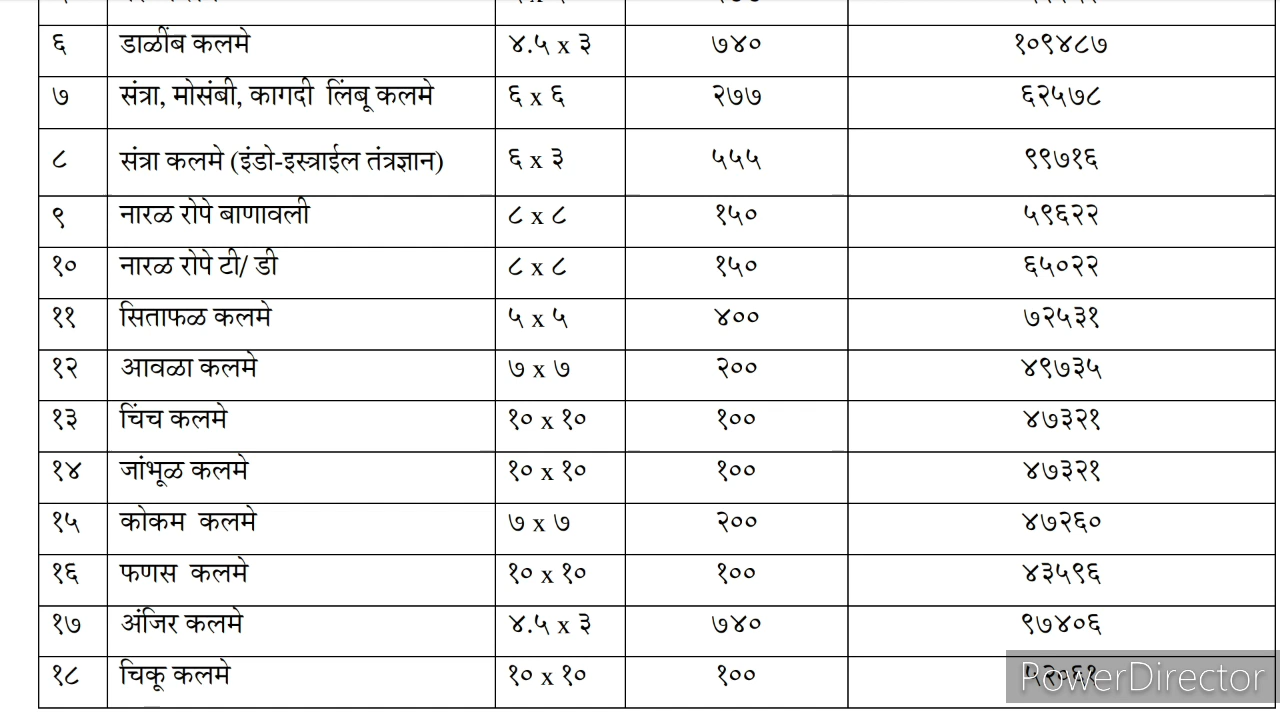 ६ डाळींब कलमे ४.५ x ३ ७४० १०९४८७
७ संत्रा, मोसंबी, कागदी लिंबू कलमे ६ x ६ २७७ ६२५७८
८ संत्रा कलमे (इंडो-इस्त्राईल तंत्रज्ञान) ६ x ३ ५५५ ९९७१६
९ नारळ रोपे बाणावली ८ x ८ १५० ५९६२२
१० नारळ रोपे टी/ डी ८ x ८ १५० ६५०२२
११ सिताफळ कलमे ५ x ५ ४०० ७२५३१
१२ आवळा कलमे ७ x ७ २०० ४९७३५
१३ चिंच कलमे १० x १० १०० ४७३२१
१४ जांभूळ कलमे १० x १० १०० ४७३२१
१५ कोकम कलमे ७ x ७ २०० ४७२६०
१६ फणस कलमे १० x १० १०० ४३५९६
१७ अंजिर कलमे ४.५ x ३ ७४० ९७४०६
१८ चिकू कलमे १० x १० १००
PowerDirector